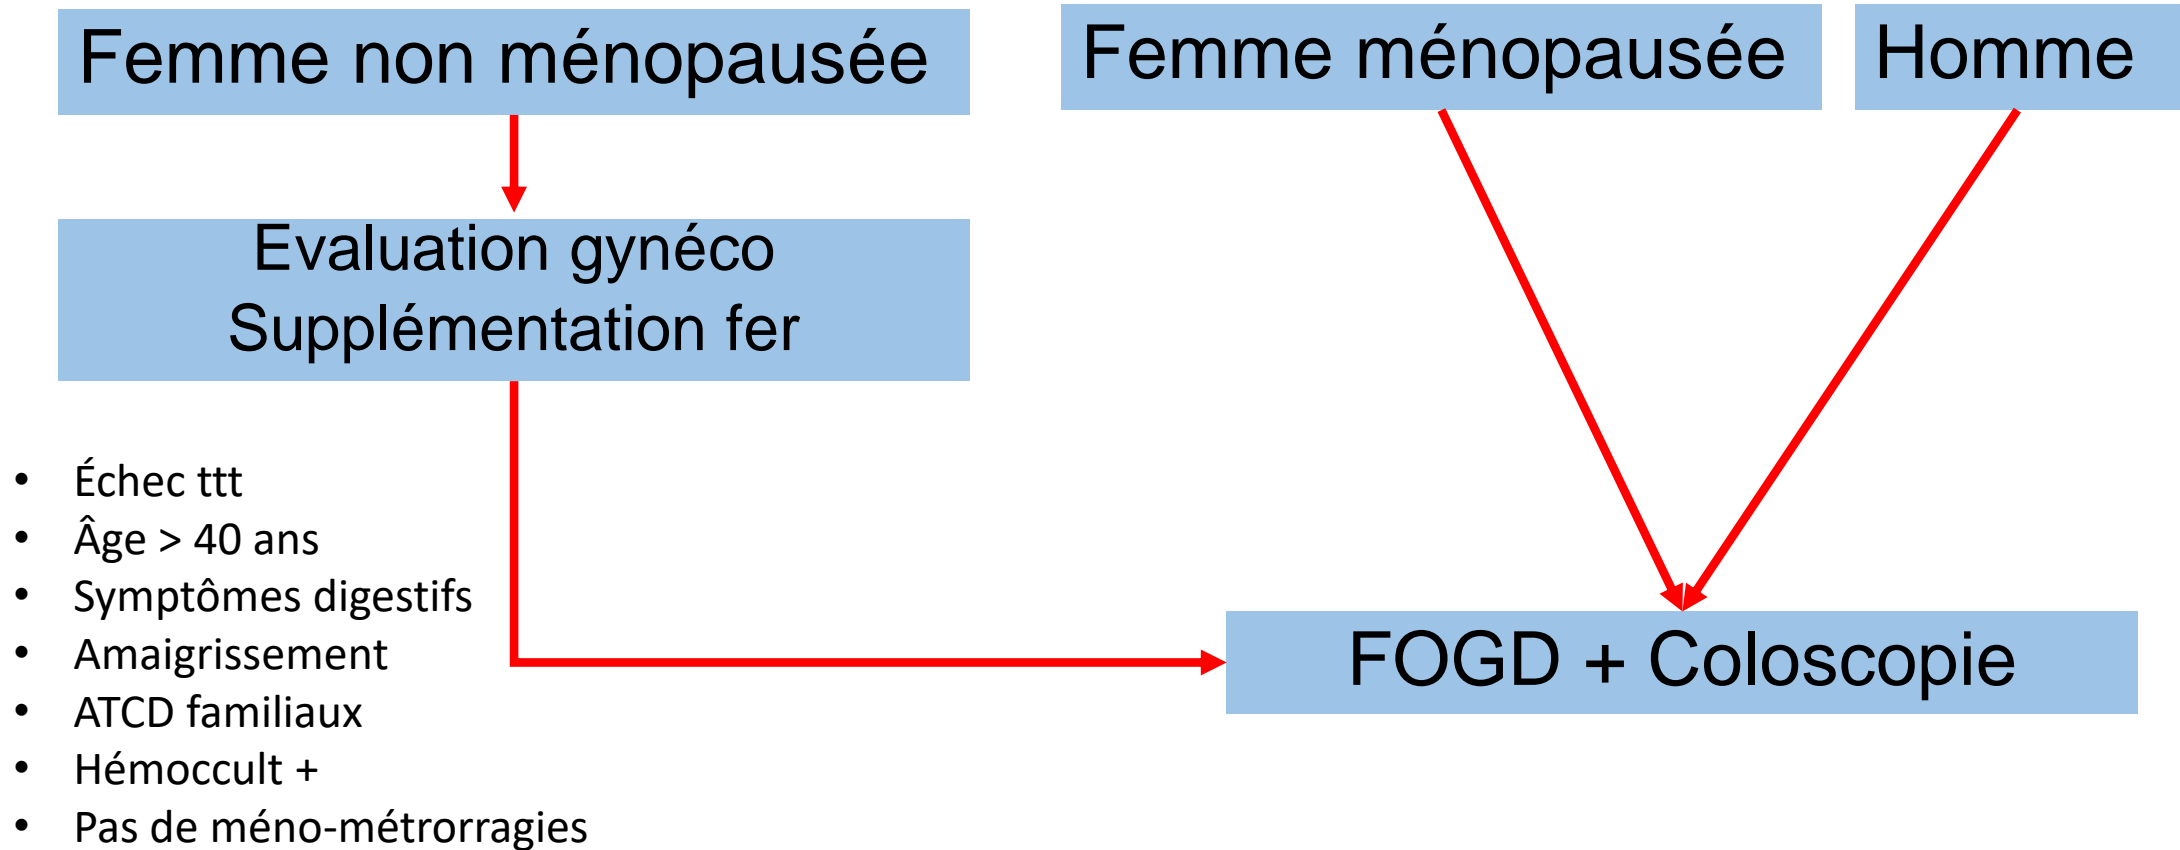 Femme non ménopausée
Femme ménopausée
Homme
Evaluation gynéco
Supplémentation fer
• Échec ttt
• Âge > 40 ans
• Symptômes digestifs
• Amaigrissement
• ATCD familiaux
• Hémoccult +
• Pas de méno-métrorragies
FOGD + Coloscopie